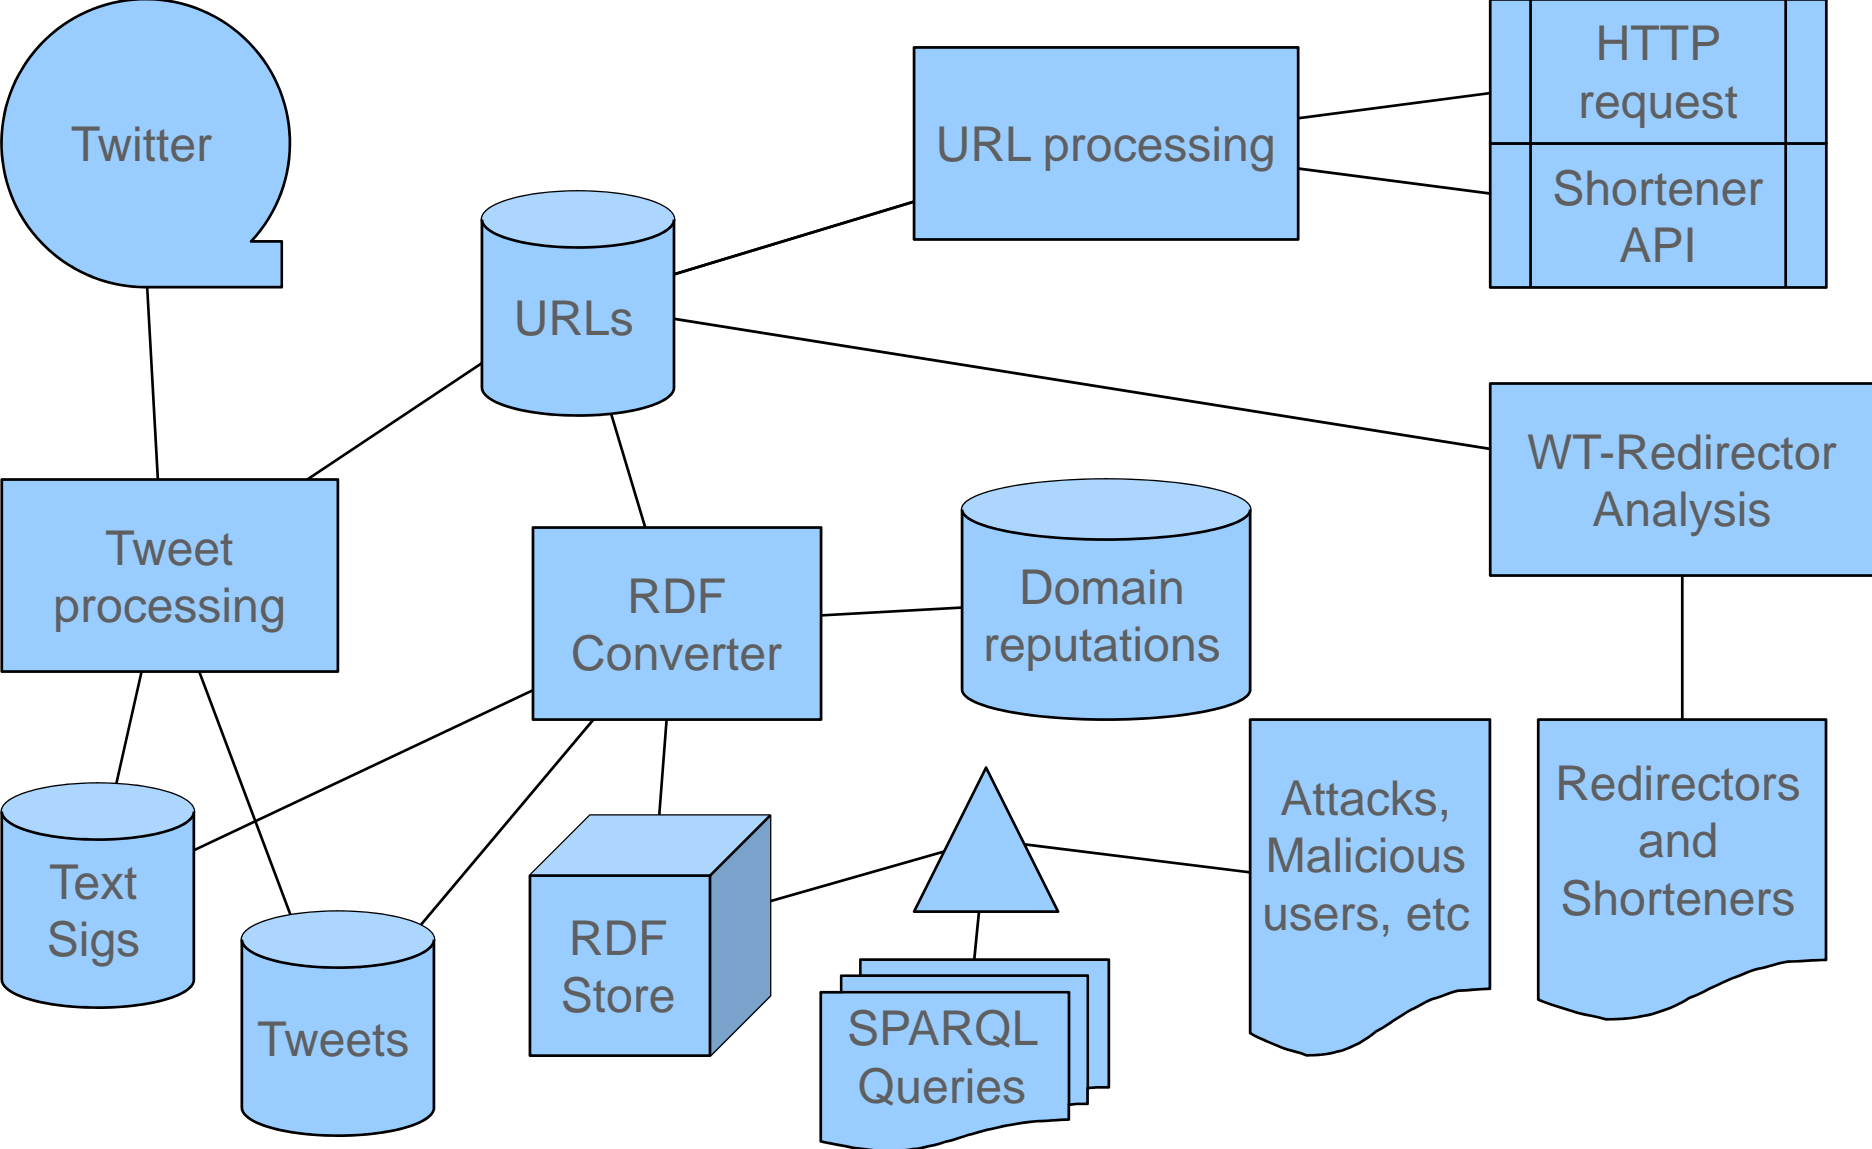 Twitter
URL processing
HTTP
request
Shortener
API
URLs
WT-Redirector
Analysis
Tweet
processing
RDF
Converter
Domain
reputations
Text
Sigs
Tweets
RDF
Store
SPARQL
Queries
Attacks,
Malicious
users, etc
Redirectors
and
Shorteners